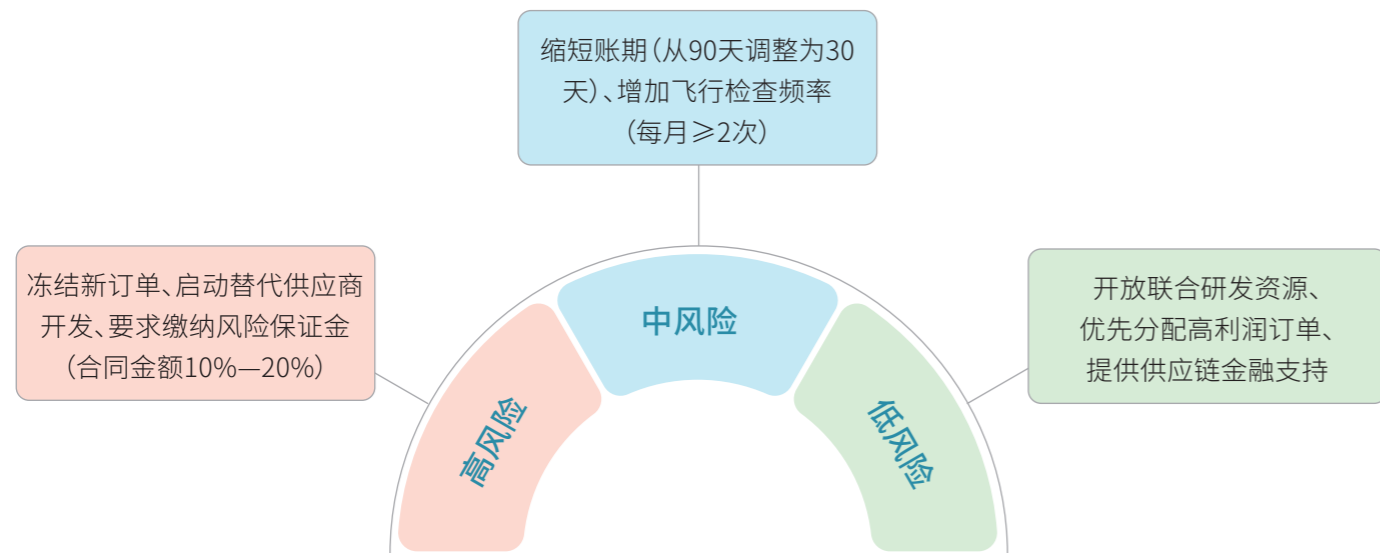 缩短账期（从90天调整为30
天）、增加飞行检查频率
（每月≥2次）
冻结新订单、启动替代供应商
开发、要求缴纳风险保证金
（合同金额10%—20%）
开放联合研发资源、
优先分配高利润订单、
提供供应链金融支持
高风险
中风险
低风险